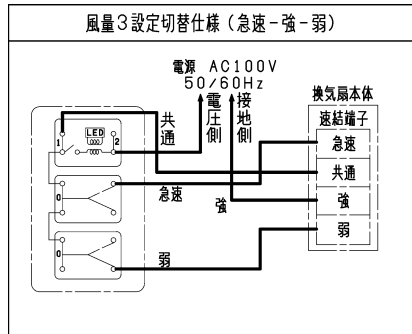 風量3設定切替仕様(急速-強-弱)
電源 AC100V
50/60Hz
電圧側
接地側
換気扇本体
速結端子
急速
共通
強
弱
共通
LED
1
2
0
急速
強
0
弱